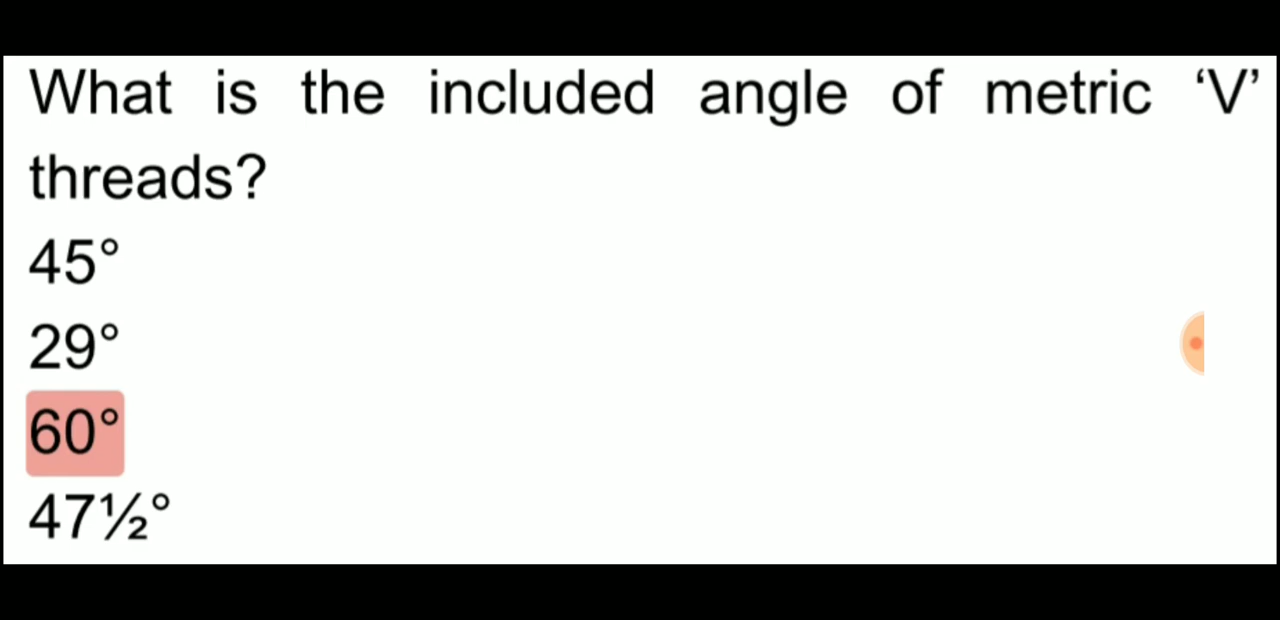 What is the included angle of metric ‘V’
threads?
45°
29°
60°
47½°